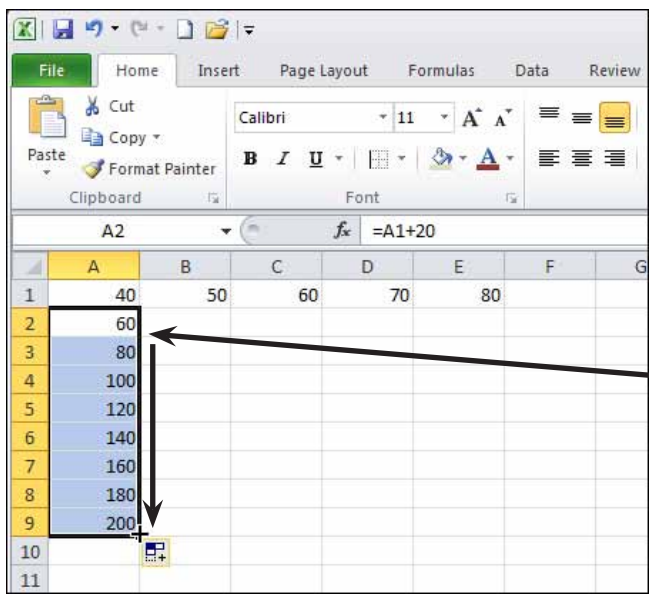 File Home Insert Page Layout Formulas Data Review
Cut
Calibri 11 A A
Copy
Paste
Format Painter
B I U A
Clipboard Font
A2 fx =A1+20
A B C D E F G
1 40 50 60 70 80
2 60
3 80
4 100
5 120
6 140
7 160
8 180
9 200
10
11